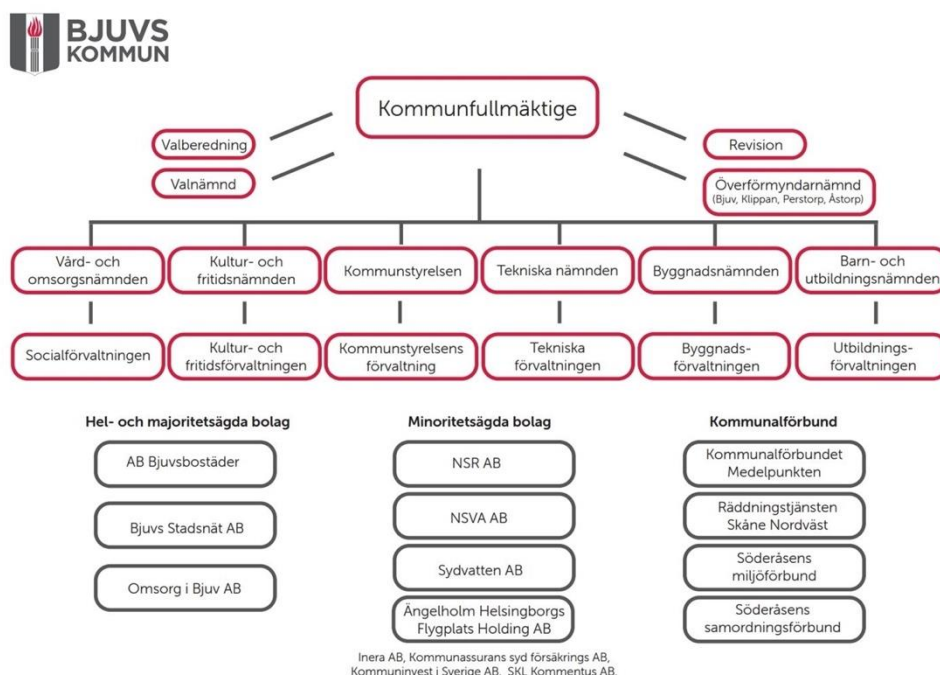 BJUVS
KOMMUN
Kommunfullmäktige
Valberedning
Revision
Valnämnd
Överförmyndarnämnd
(Bjuv, Klippan, Perstorp, Åstorp)
Vård- och
omsorgsnämnden
Kultur- och
fritidsnämnden
Kommunstyrelsen
Tekniska nämnden
Byggnadsnämnden
Barn- och
utbildningsnämnden
Socialförvaltningen
Kultur- och
fritidsförvaltningen
Kommunstyrelsens
förvaltning
Tekniska
förvaltningen
Byggnads-
förvaltningen
Utbildnings-
förvaltningen
Hel- och majoritetsägda bolag
AB Bjuvsbostäder
Bjuvs Stadsnät AB
Omsorg i Bjuv AB
Minoritetsägda bolag
NSR AB
NSVA AB
Sydvatten AB
Ängelholm Helsingborgs
Flygplats Holding AB
Inera AB, Kommunassurans syd försäkrings AB,
Kommuninvest i Sverige AB, SKL Kommentus AB,
Kommunalförbund
Kommunalförbundet
Medelpunkten
Räddningstjänsten
Skåne Nordväst
Söderåsens
miljöförbund
Söderåsens
samordningsförbund